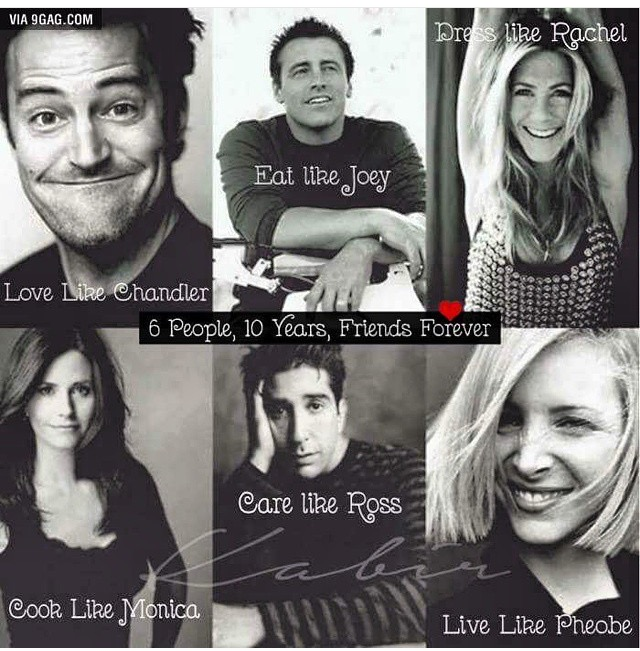 VIA 9GAG.COM
Dress like Rachel
Eat like Joey
Love Like Chandler
6 People, 10 Years, Friends Forever
Care like Ross
Kabir
Cook Like Monica
Live Like Pheobe